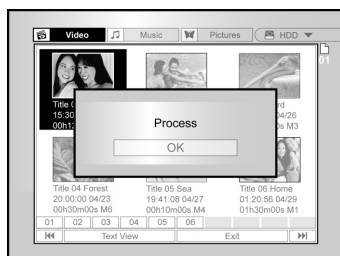 Video Music Pictures HDD
01
Process
OK
Title 0
15:30
00h12
rd
04/26
0s M3
Title 04 Forest
20:00:00 04/23
00h30m00s M6
Title 05 Sea
19:41:08 04/27
00h10m00s M4
Title 06 Home
01:20:56 04/29
01h30m00s M1
01 02 03 04 05 06
Text View Exit